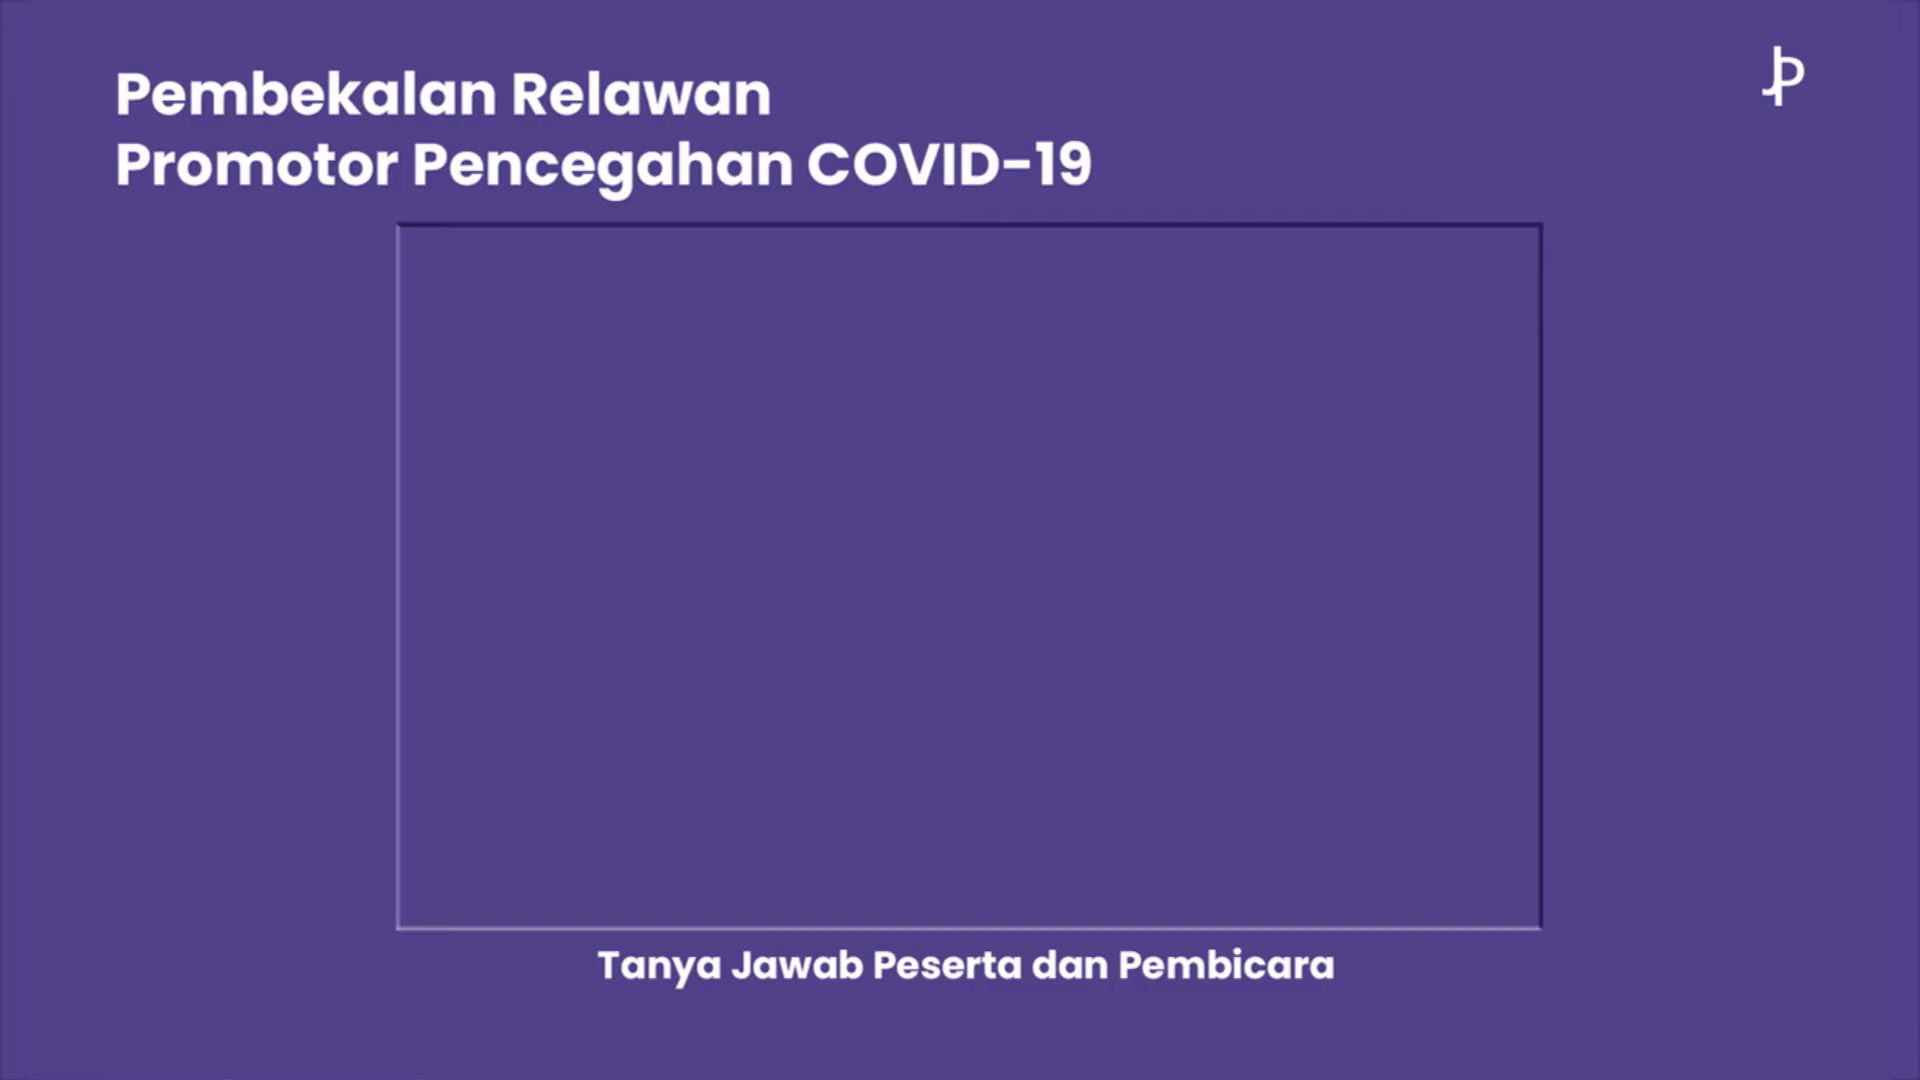 Pembekalan Relawan
Promotor Pencegahan COVID-19
Tanya Jawab Peserta dan Pembicara